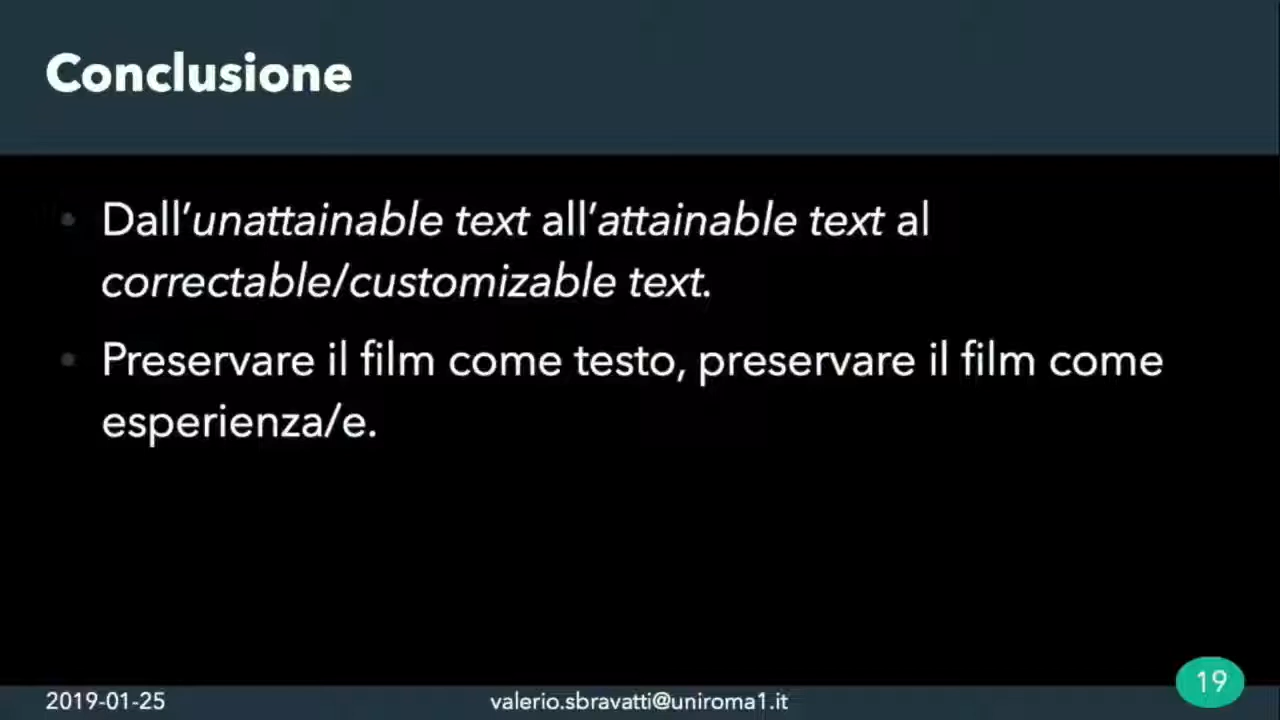 Conclusione
Dall’unattainable text all’attainable text al
correctable/customizable text.
Preservare il film come testo, preservare il film come
esperienza/e.
2019-01-25
valerio.sbravatti@uniroma1.it
19